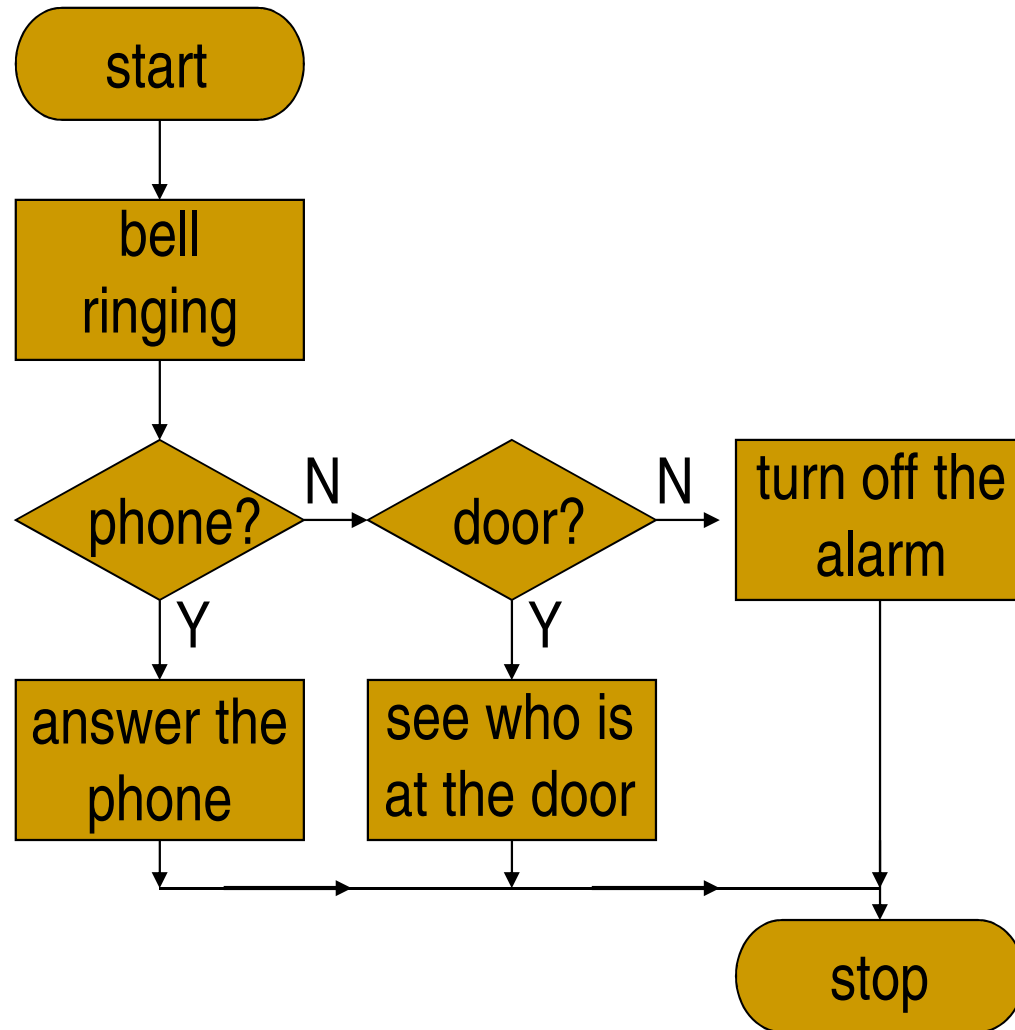 start
bell
ringing
phone?
N
door?
N
turn off the
alarm
Y
Y
answer the
phone
see who is
at the door
stop